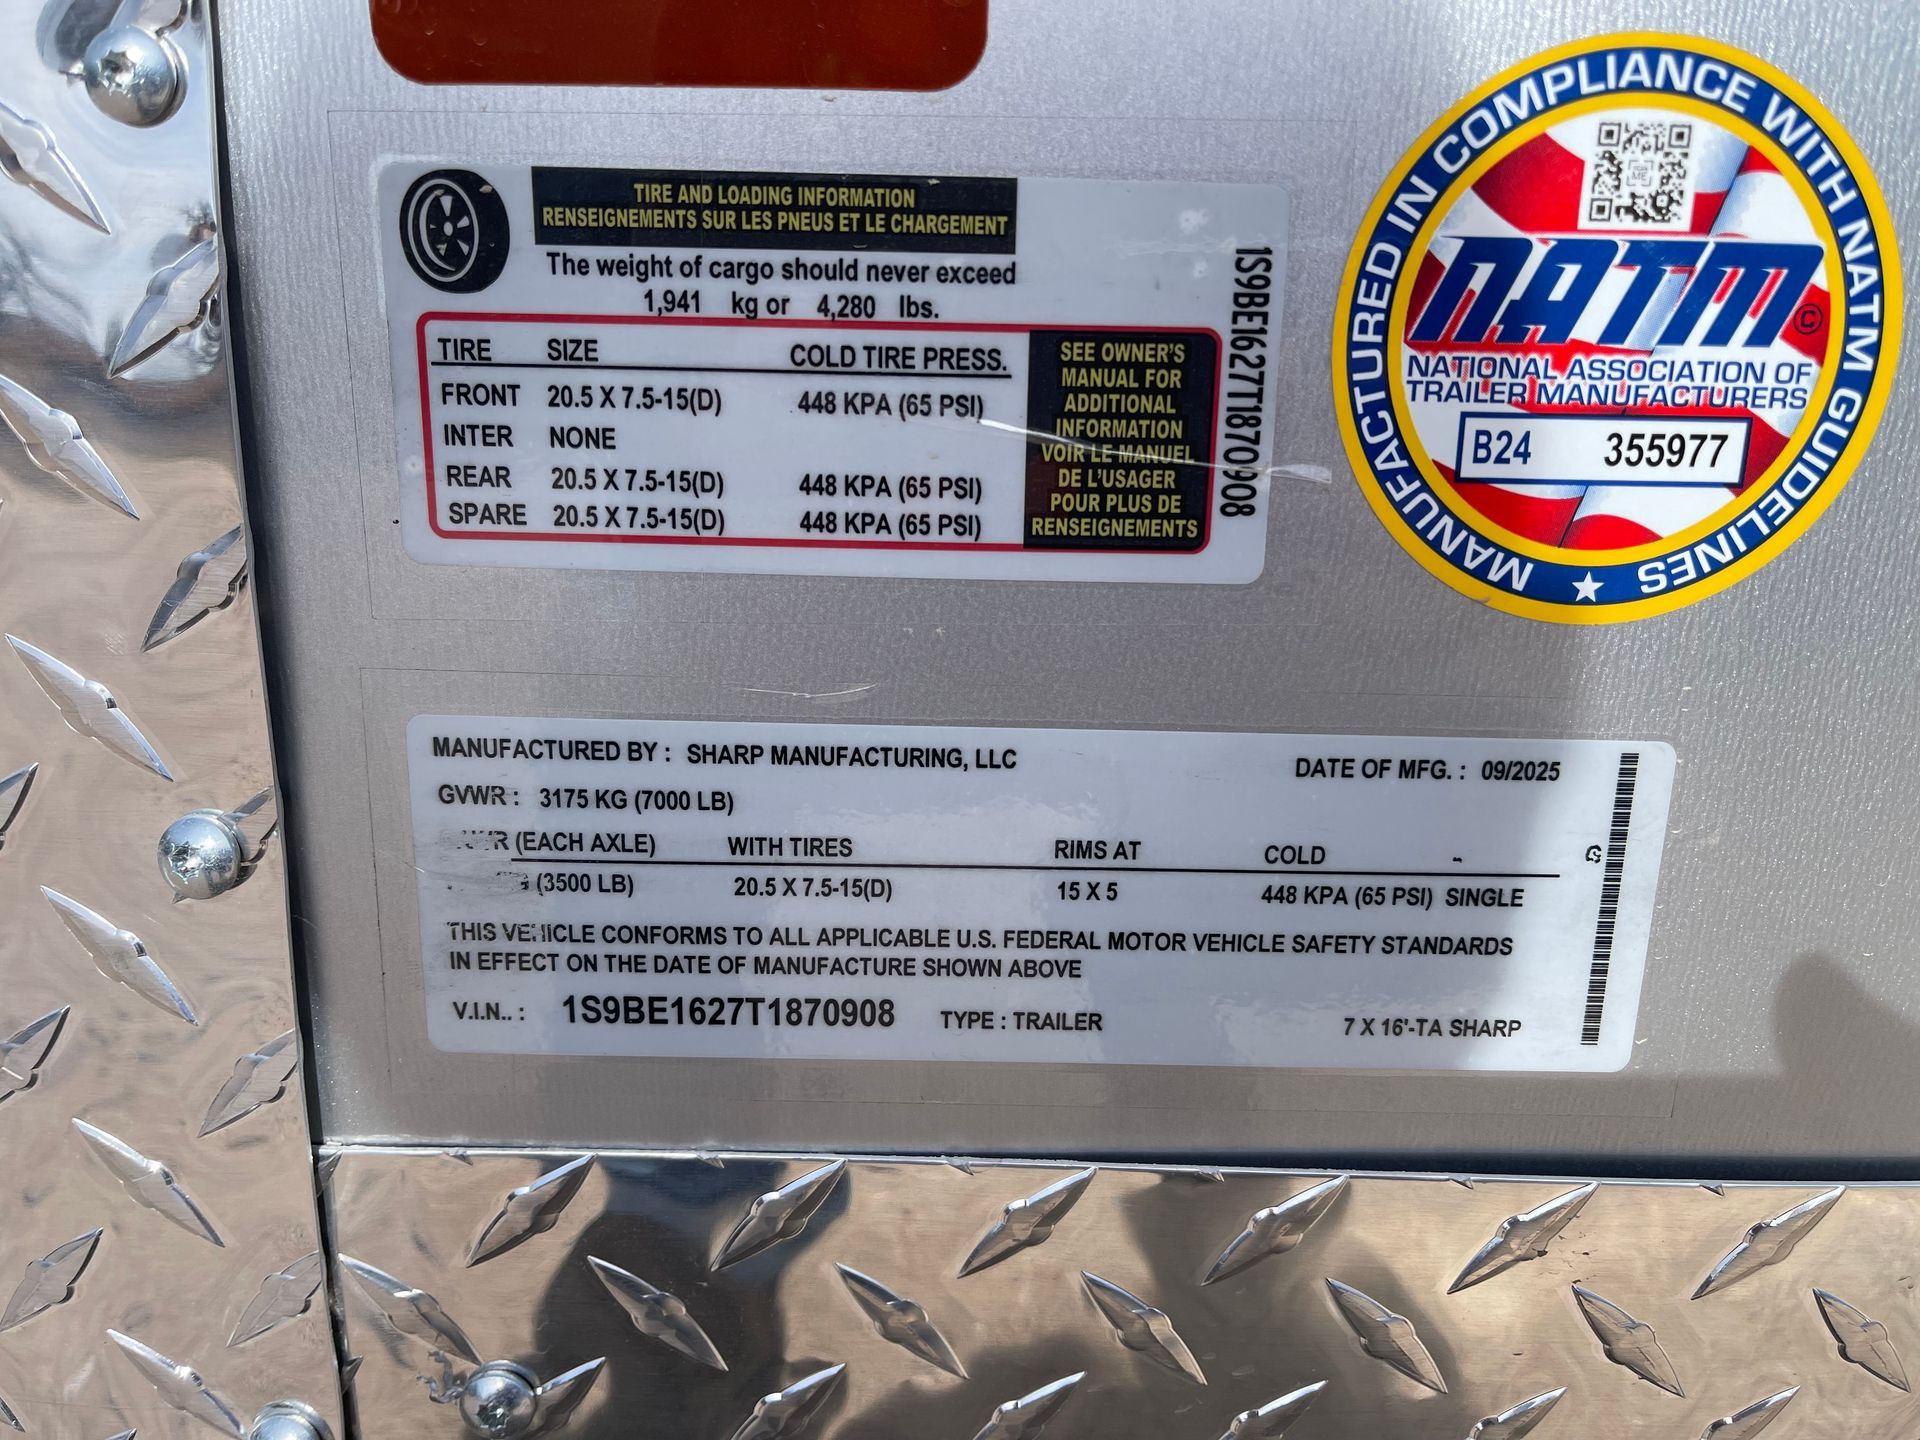 TIRE AND LOADING INFORMATION
RENSEIGNEMENTS SUR LES PNEUS ET LE CHARGEMENT
The weight of cargo should never exceed
1,941 kg or 4,280 lbs.
TIRE SIZE COLD TIRE PRESS.
FRONT 20.5 X 7.5-15(D) 448 KPA (65 PSI)
INTER NONE
REAR 20.5 X 7.5-15(D) 448 KPA (65 PSI)
SPARE 20.5 X 7.5-15(D) 448 KPA (65 PSI)
SEE OWNER'S
MANUAL FOR
ADDITIONAL
INFORMATION
VOIR LE MANUEL
DE L'USAGER
POUR PLUS DE
RENSEIGNEMENTS
1S9BE1627T1870908
MANUFACTURED IN COMPLIANCE WITH NATM GUIDELINES
NATM ©
NATIONAL ASSOCIATION OF
TRAILER MANUFACTURERS
B24 355977
MANUFACTURED BY : SHARP MANUFACTURING, LLC DATE OF MFG. : 09/2025
GVWR : 3175 KG (7000 LB)
(EACH AXLE) WITH TIRES RIMS AT COLD -
(3500 LB) 20.5 X 7.5-15(D) 15 X 5 448 KPA (65 PSI) SINGLE
THIS VEHICLE CONFORMS TO ALL APPLICABLE U.S. FEDERAL MOTOR VEHICLE SAFETY STANDARDS
IN EFFECT ON THE DATE OF MANUFACTURE SHOWN ABOVE
V.I.N.. : 1S9BE1627T1870908 TYPE : TRAILER 7 X 16'-TA SHARP